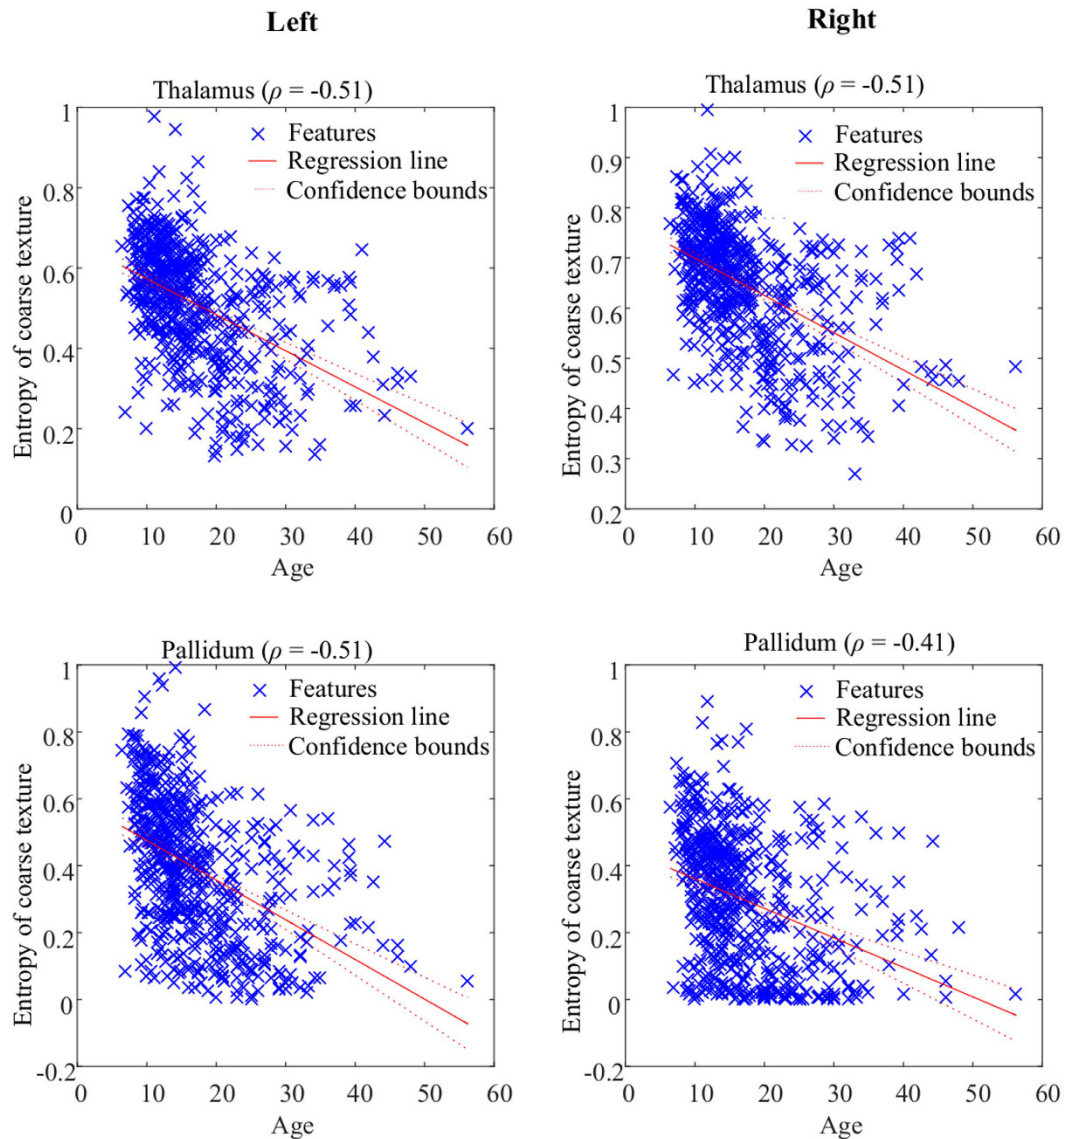 Left
Right
Thalamus (ρ = -0.51)
Features
Regression line
Confidence bounds
Entropy of coarse texture
1
0.8
0.6
0.4
0.2
0
0 10 20 30 40 50 60
Age
Thalamus (ρ = -0.51)
Features
Regression line
Confidence bounds
Entropy of coarse texture
1
0.9
0.8
0.7
0.6
0.5
0.4
0.3
0.2
0 10 20 30 40 50 60
Age
Pallidum (ρ = -0.51)
Features
Regression line
Confidence bounds
Entropy of coarse texture
1
0.8
0.6
0.4
0.2
0
-0.2
0 10 20 30 40 50 60
Age
Pallidum (ρ = -0.41)
Features
Regression line
Confidence bounds
Entropy of coarse texture
1
0.8
0.6
0.4
0.2
0
-0.2
0 10 20 30 40 50 60
Age